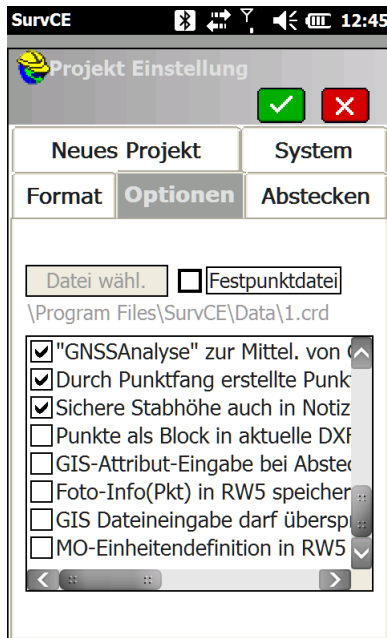 SurvCE 12:45
Projekt Einstellung
Neues Projekt System
Format Optionen Abstecken
Datei wähl. Festpunktdatei
\Program Files\SurvCE\Data\1.crd
"GNSSAnalyse" zur Mittel. von
Durch Punktfang erstellte Punkt
Sichere Stabhöhe auch in Notiz
Punkte als Block in aktuelle DXF
GIS-Attribut-Eingabe bei Abstec
Foto-Info(Pkt) in RW5 speicher
GIS Dateineingabe darf überspr
MO-Einheitendefinition in RW5